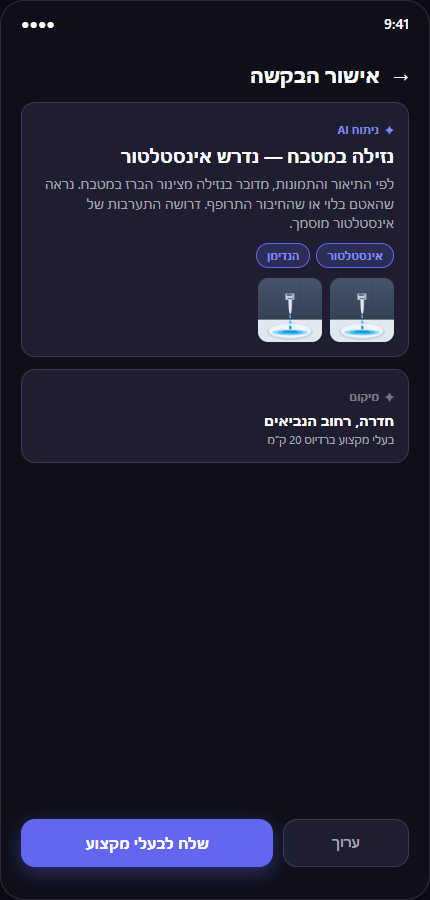 9:41
→ אישור הבקשה
✦ ניתוח AI
נזילה במטבח — נדרש אינסטלטור
לפי התיאור והתמונות, מדובר בנזילה מצינור הברז במטבח. נראה
שהאטם בלוי או שהחיבור התרופף. דרושה התערבות של
אינסטלטור מוסמך.
אינסטלטור
הנדימן
✦ מיקום
חדרה, רחוב הנביאים
בעלי מקצוע ברדיוס 20 ק"מ
ערוך
שלח לבעלי מקצוע